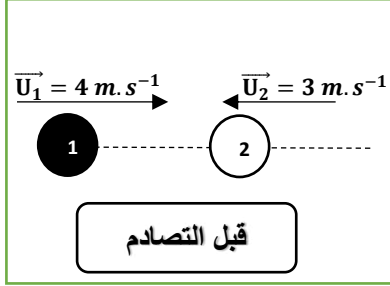 U₁⃗ = 4 m.s⁻¹ U₂⃗ = 3 m.s⁻¹
1 2
قبل التصادم